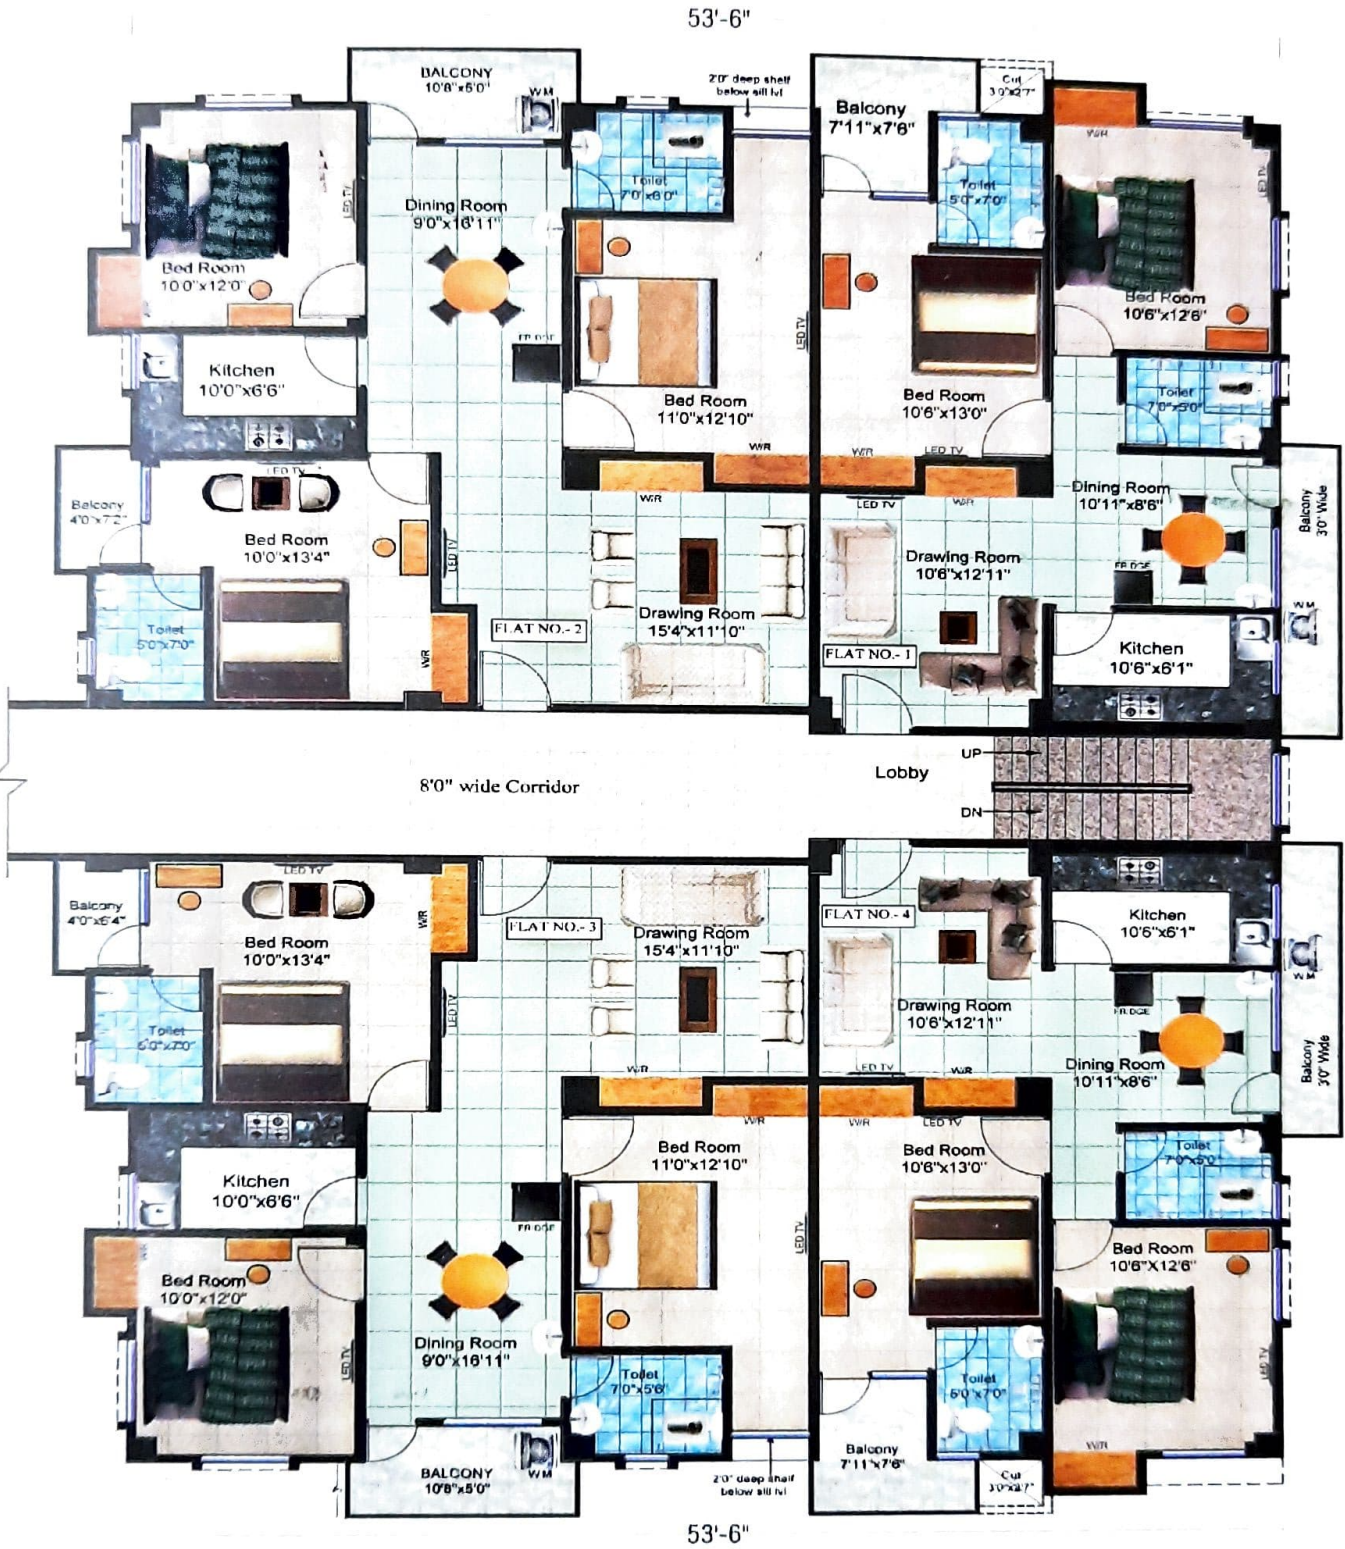 53'-6"
BALCONY
10'8"x5'0"
WM
2'0" deep shelf
below sill lvl
Balcony
7'11"x7'6"
Cut
W/R
Toilet
7'0"x6'0"
Toilet
5'0"x7'0"
LED TV
LED TV
Dining Room
9'0"x16'11"
Bed Room
10'0"x12'0"
Bed Room
10'6"x12'6"
FRIDGE
LED TV
Kitchen
10'0"x6'6"
Bed Room
11'0"x12'10"
Bed Room
10'6"x13'0"
Toilet
7'0"x5'0"
W/R
W/R
LED TV
LED TV
W/R
LED TV
W/R
Dining Room
10'11"x8'6"
Balcony
3'0" Wide
Balcony
4'0"x7'2"
Bed Room
10'0"x13'4"
LED TV
Drawing Room
10'6"x12'11"
FRIDGE
WM
Drawing Room
15'4"x11'10"
Toilet
5'0"x7'0"
FLAT NO.- 2
W/R
FLAT NO.- 1
Kitchen
10'6"x6'1"
UP
8'0" wide Corridor
Lobby
DN
LED TV
Balcony
4'0"x6'4"
W/R
FLAT NO.- 3
FLAT NO.- 4
Kitchen
10'6"x6'1"
Bed Room
10'0"x13'4"
Drawing Room
15'4"x11'10"
WM
LED TV
Drawing Room
10'6"x12'11"
FRIDGE
Toilet
5'0"x7'0"
Balcony
3'0" Wide
W/R
LED TV
W/R
Dining Room
10'11"x8'6"
W/R
W/R
LED TV
Bed Room
11'0"x12'10"
Bed Room
10'6"x13'0"
Toilet
7'0"x5'0"
Kitchen
10'0"x6'6"
FRIDGE
LED TV
W/R
Bed Room
10'0"x12'0"
Bed Room
10'6"X12'6"
Dining Room
9'0"x16'11"
LED TV
LED TV
Toilet
7'0"x5'6"
Toilet
5'0"x7'0"
W/R
Balcony
7'11"x7'6"
BALCONY
10'8"x5'0"
WM
2'0" deep shelf
below sill lvl
Cut
53'-6"